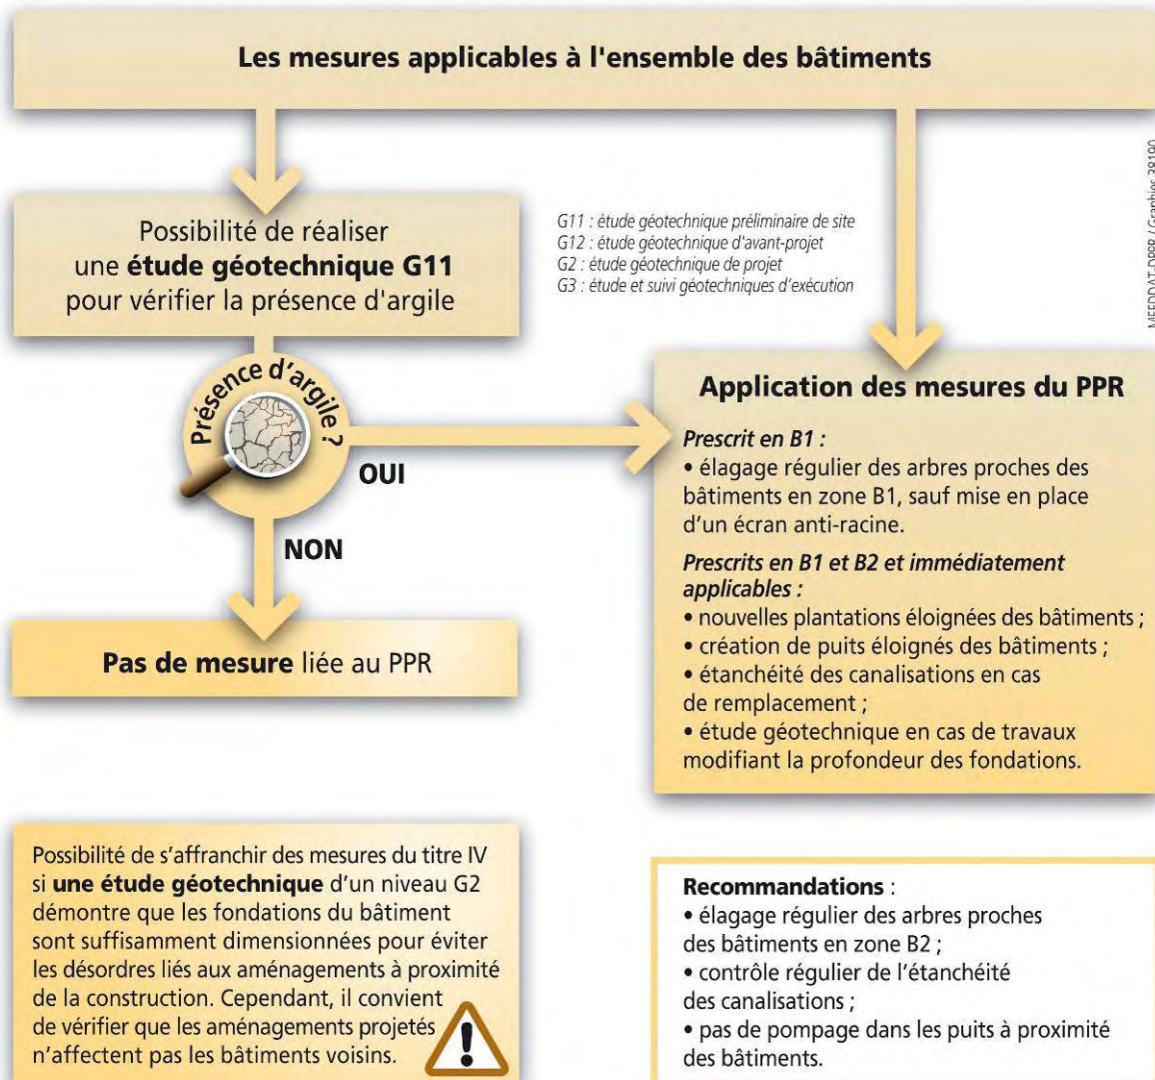 Les mesures applicables à l'ensemble des bâtiments
Possibilité de réaliser
une étude géotechnique G11
pour vérifier la présence d'argile
G11 : étude géotechnique préliminaire de site
G12 : étude géotechnique d'avant-projet
G2 : étude géotechnique de projet
G3 : étude et suivi géotechniques d'exécution
MEEDDAT-DPPR / Graphies 38190
Présence d'argile ?
OUI
NON
Pas de mesure liée au PPR
Application des mesures du PPR
Prescrit en B1 :
• élagage régulier des arbres proches des
bâtiments en zone B1, sauf mise en place
d'un écran anti-racine.
Prescrits en B1 et B2 et immédiatement
applicables :
• nouvelles plantations éloignées des bâtiments ;
• création de puits éloignés des bâtiments ;
• étanchéité des canalisations en cas
de remplacement ;
• étude géotechnique en cas de travaux
modifiant la profondeur des fondations.
Possibilité de s'affranchir des mesures du titre IV
si une étude géotechnique d'un niveau G2
démontre que les fondations du bâtiment
sont suffisamment dimensionnées pour éviter
les désordres liés aux aménagements à proximité
de la construction. Cependant, il convient
de vérifier que les aménagements projetés
n'affectent pas les bâtiments voisins.
!
Recommandations :
• élagage régulier des arbres proches
des bâtiments en zone B2 ;
• contrôle régulier de l'étanchéité
des canalisations ;
• pas de pompage dans les puits à proximité
des bâtiments.